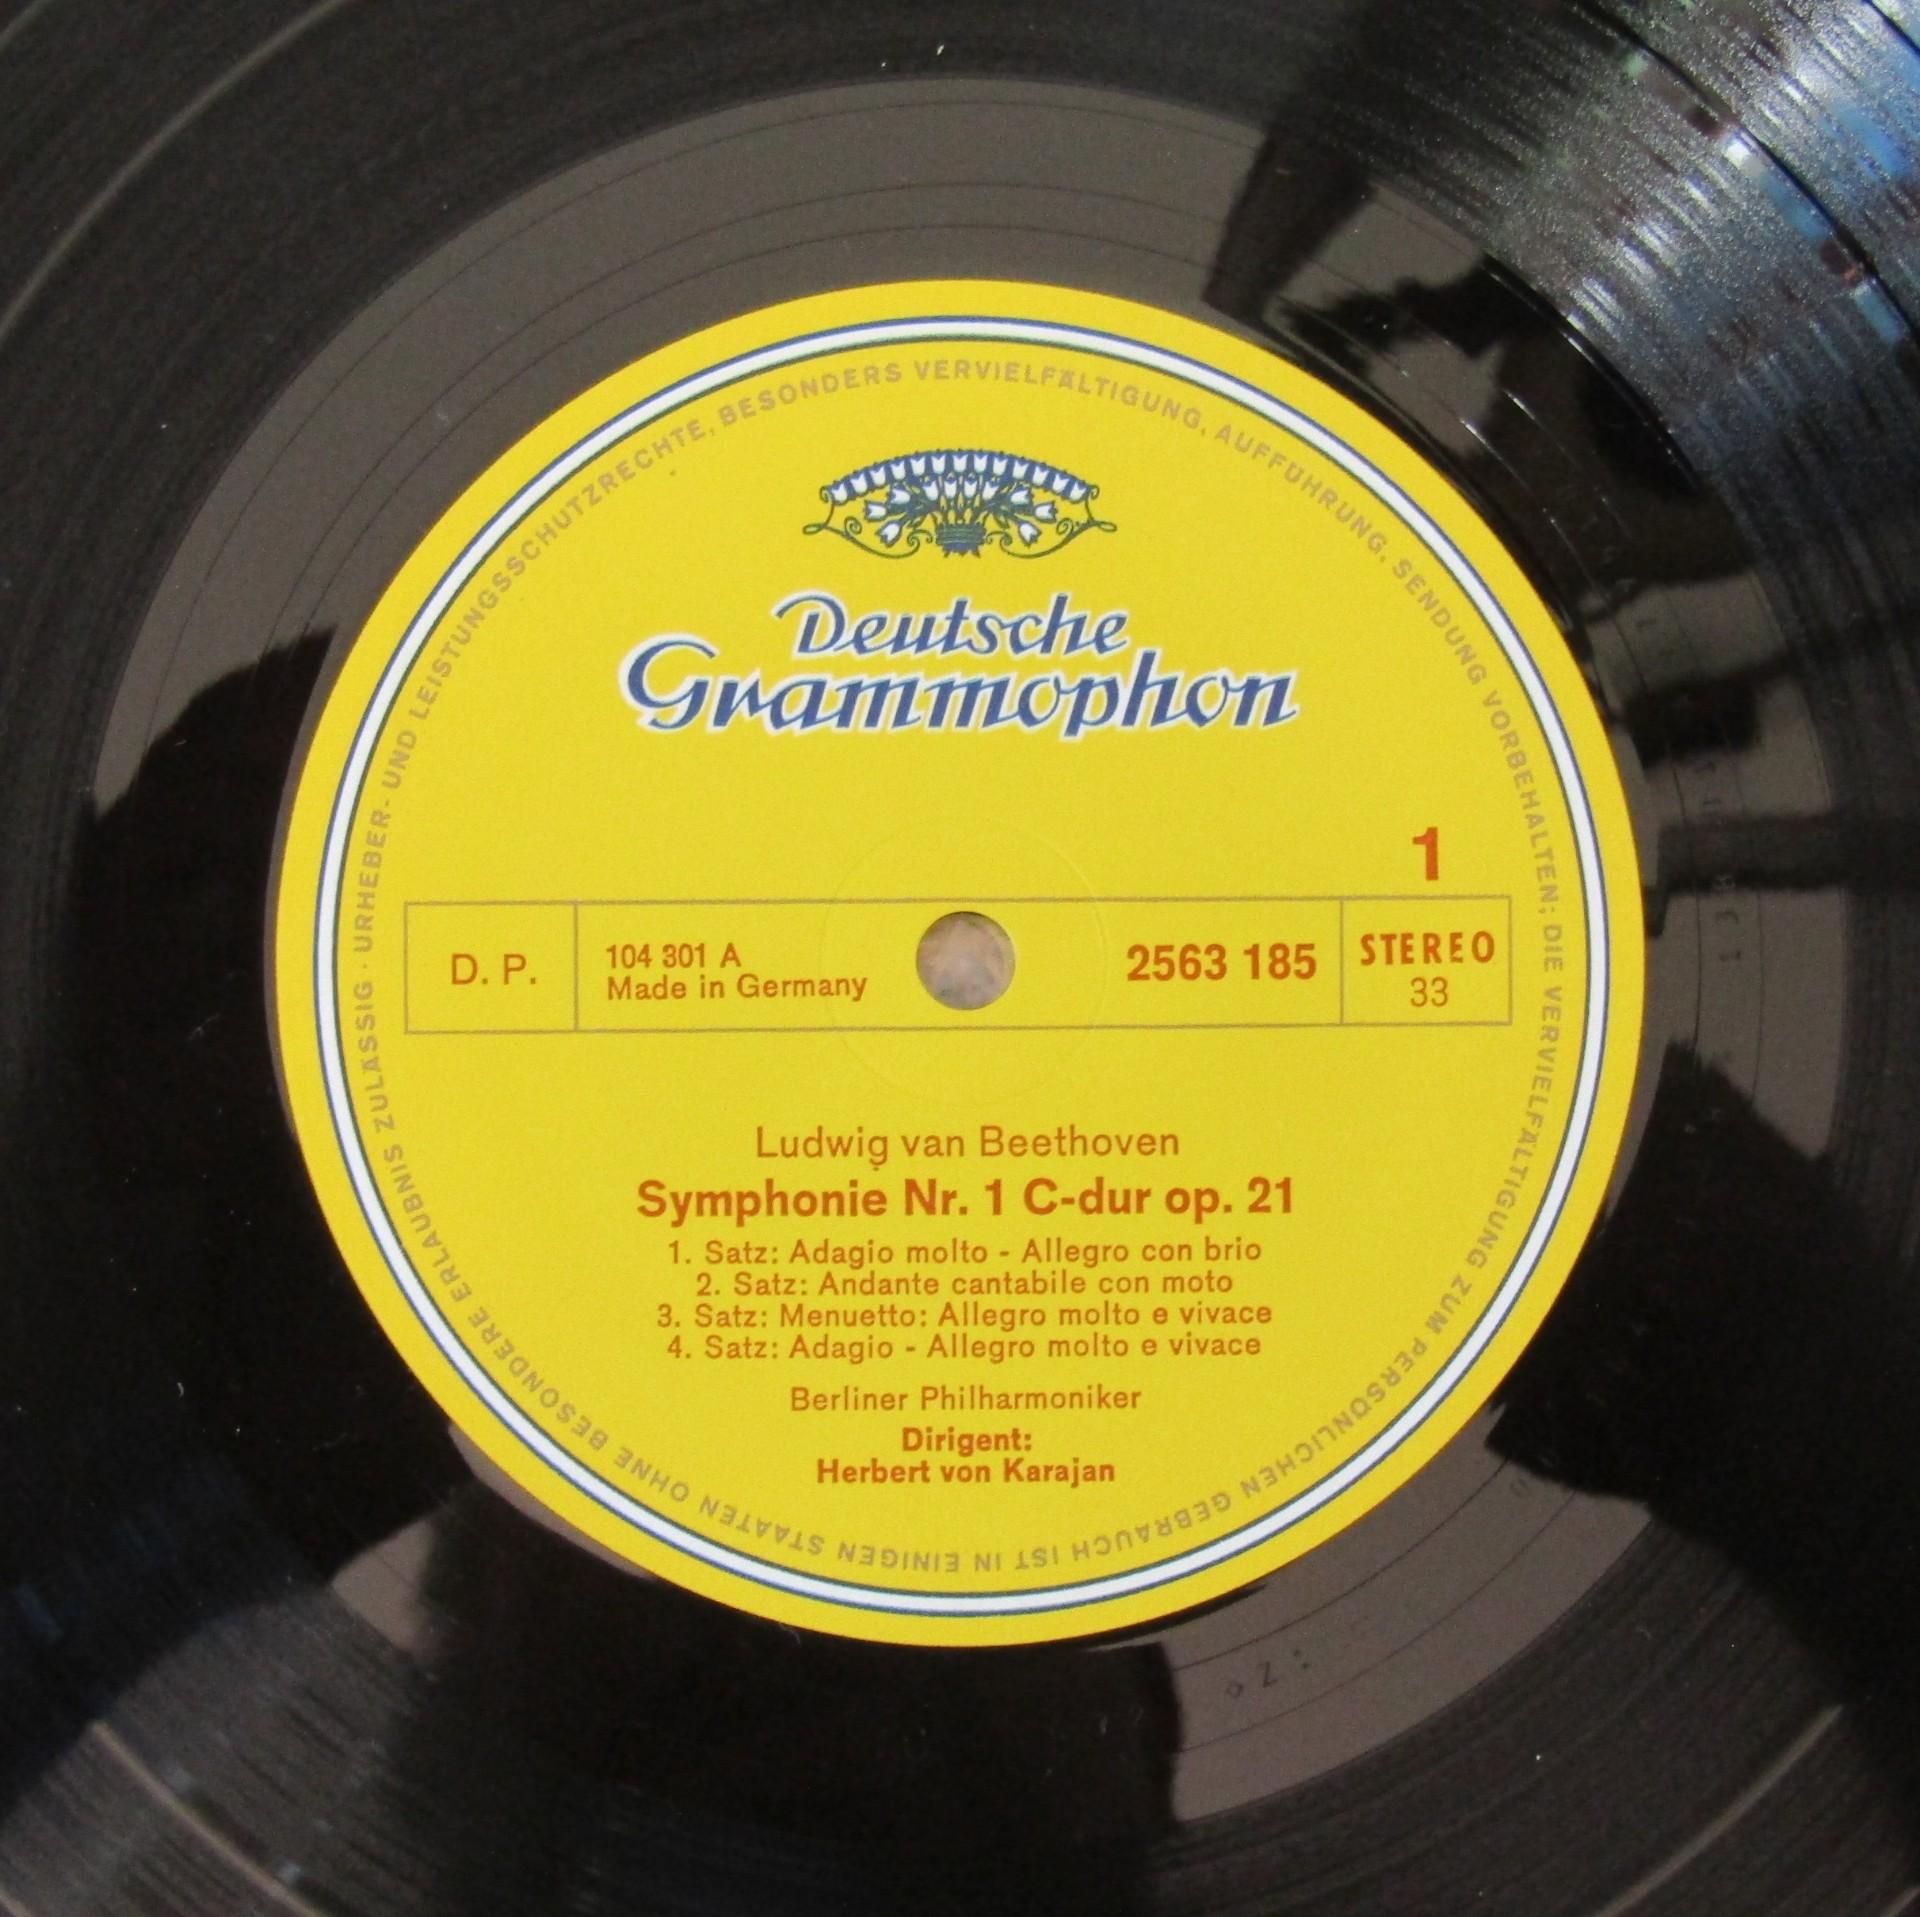 URHEBER- UND LEISTUNGSSCHUTZRECHTE, BESONDERS VERVIELFÄLTIGUNG, AUFFÜHRUNG, SENDUNG VORBEHALTEN; DIE VERVIELFÄLTIGUNG ZUM PERSÖNLICHEN GEBRAUCH IST IN EINIGEN STAATEN OHNE BESONDERE ERLAUBNIS ZULÄSSIG ·
Deutsche
Grammophon
1
D. P.
104 301 A
Made in Germany
2563 185
STEREO
33
Ludwig van Beethoven
Symphonie Nr. 1 C-dur op. 21
1. Satz: Adagio molto - Allegro con brio
2. Satz: Andante cantabile con moto
3. Satz: Menuetto: Allegro molto e vivace
4. Satz: Adagio - Allegro molto e vivace
Berliner Philharmoniker
Dirigent:
Herbert von Karajan